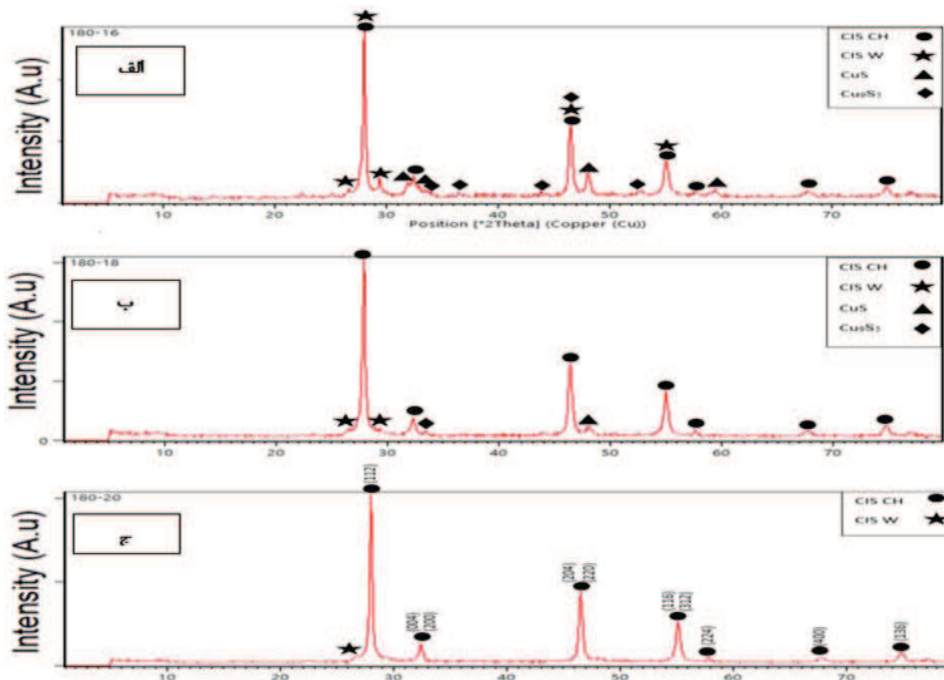 180-16
الف
Intensity (A.u)
CIS CH
CIS W
CuS
Cu₉S₅
10 20 30 40 50 60 70
Position [°2Theta] (Copper (Cu))
180-18
ب
Intensity (A.u)
CIS CH
CIS W
CuS
Cu₉S₅
0
10 20 30 40 50 60 70
180-20
ج
Intensity (A.u)
CIS CH
CIS W
(112)
(004)
(200)
(204)
(220)
(116)
(312)
(224)
(400)
(136)
10 20 30 40 50 60 70